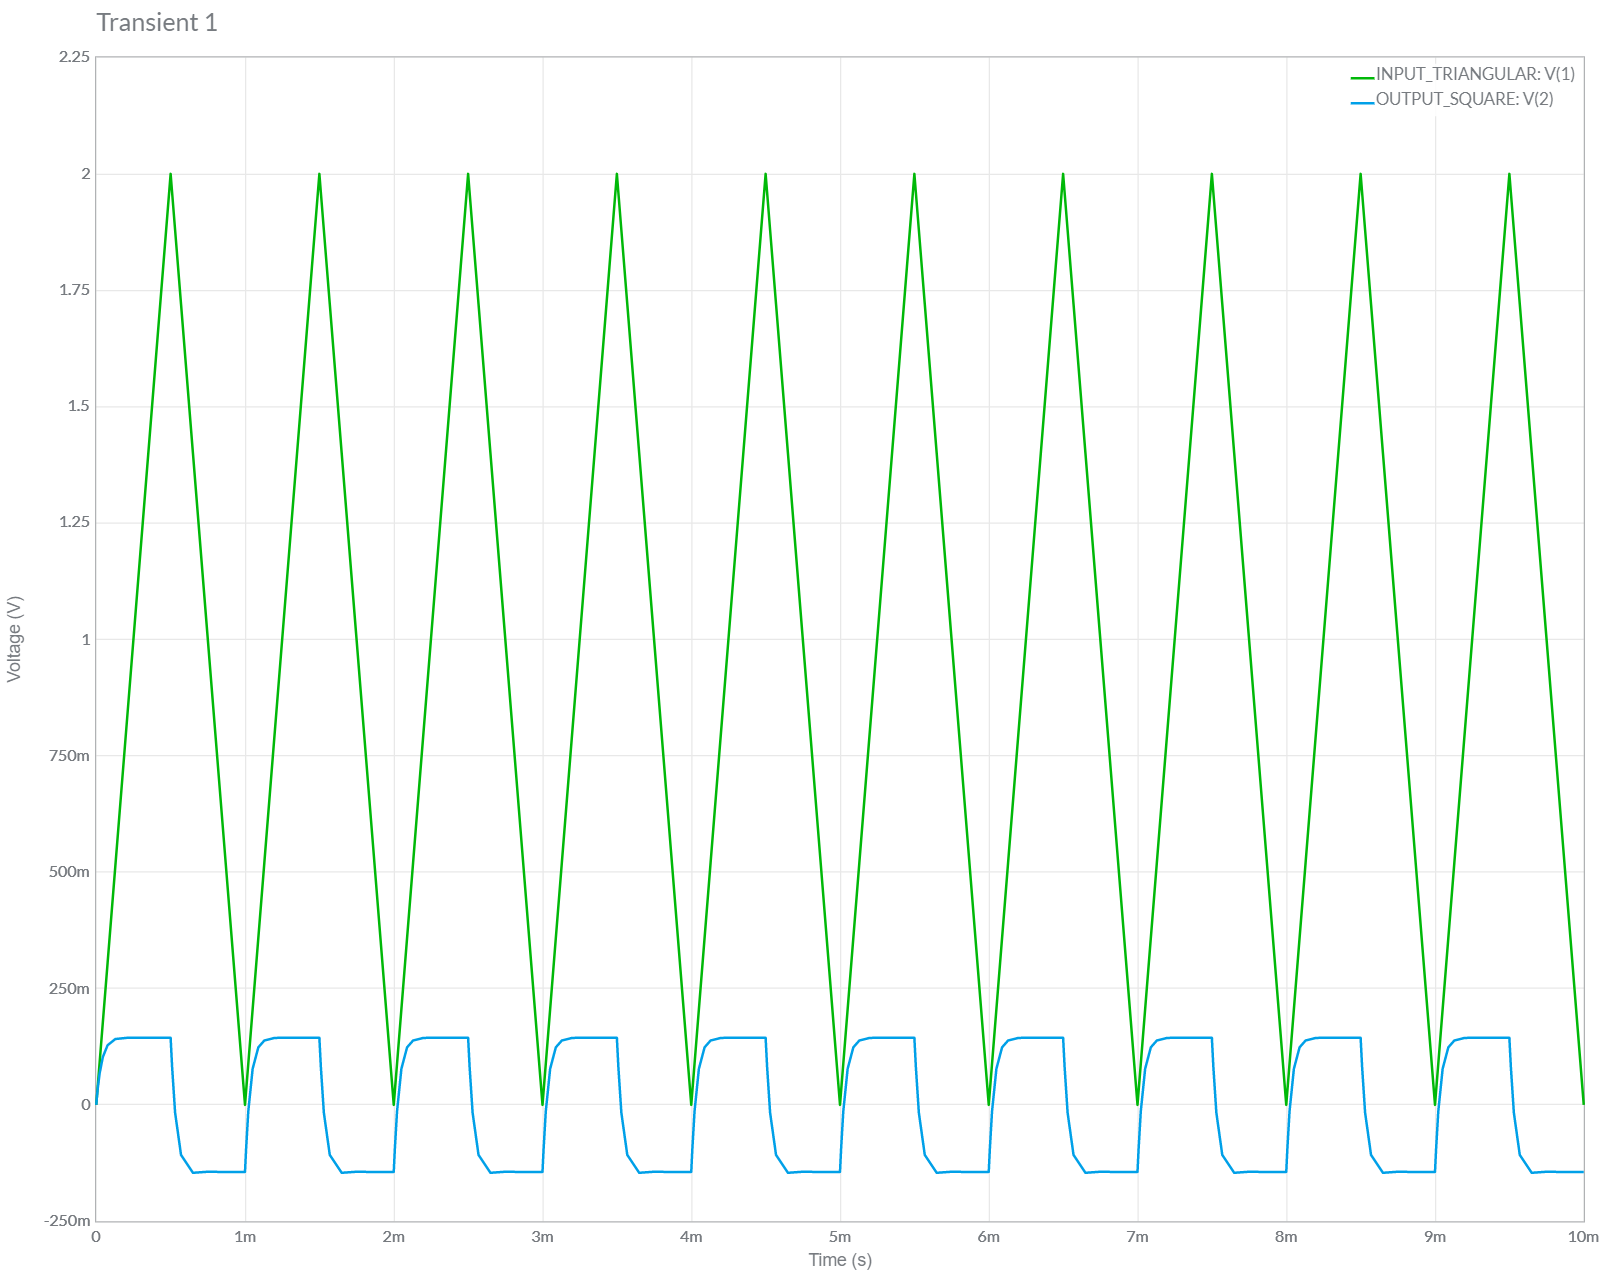 Transient 1
INPUT_TRIANGULAR: V(1)
OUTPUT_SQUARE: V(2)
Voltage (V)
2.25
2
1.75
1.5
1.25
1
750m
500m
250m
0
-250m
0 1m 2m 3m 4m 5m 6m 7m 8m 9m 10m
Time (s)